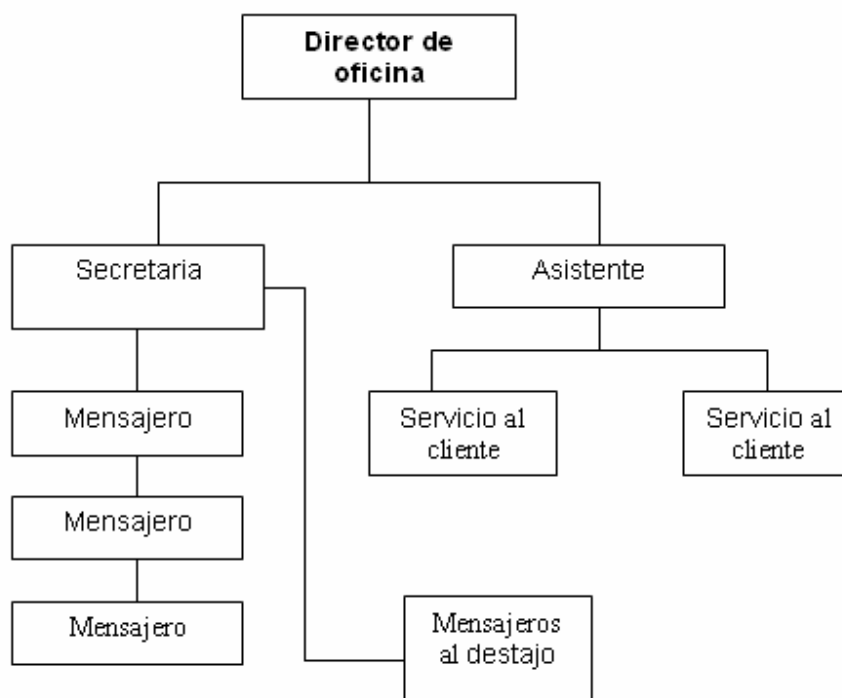 Director de
oficina
Secretaria
Asistente
Mensajero
Servicio al
cliente
Servicio al
cliente
Mensajero
Mensajero
Mensajeros
al destajo